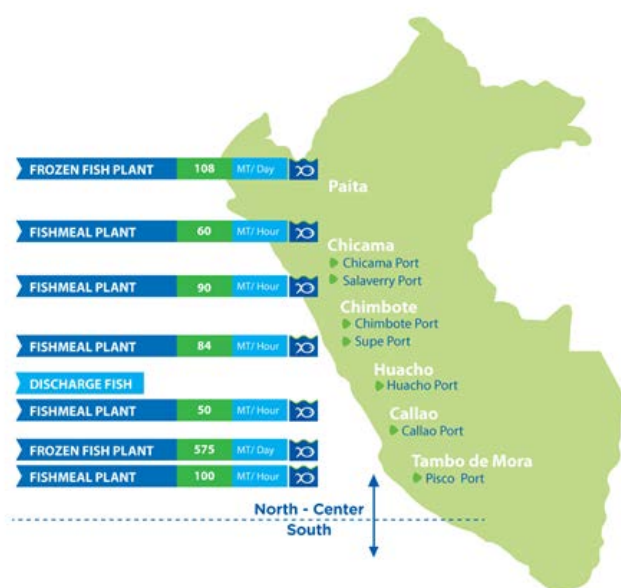 FROZEN FISH PLANT 108 MT/ Day
Paita
FISHMEAL PLANT 60 MT/ Hour
Chicama
Chicama Port
Salaverry Port
FISHMEAL PLANT 90 MT/ Hour
Chimbote
Chimbote Port
Supe Port
FISHMEAL PLANT 84 MT/ Hour
Huacho
Huacho Port
DISCHARGE FISH
FISHMEAL PLANT 50 MT/ Hour
Callao
Callao Port
FROZEN FISH PLANT 575 MT/ Day
FISHMEAL PLANT 100 MT/ Hour
Tambo de Mora
Pisco Port
North - Center
South